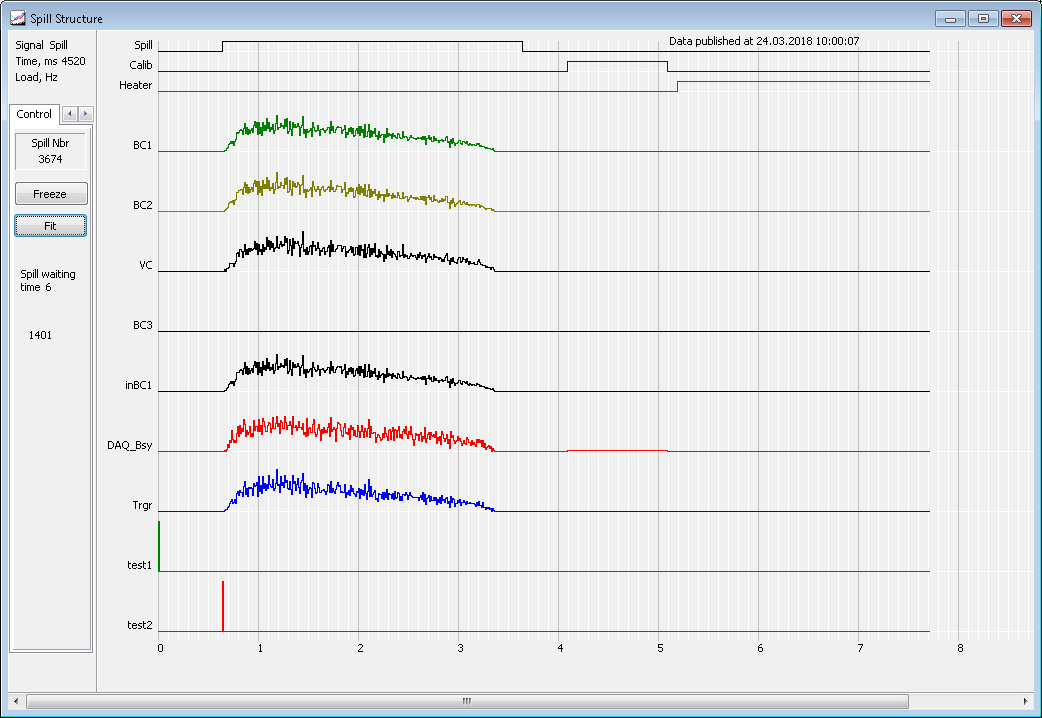 Spill Structure
Signal Spill
Time, ms 4520
Load, Hz
Control
Spill Nbr
3674
Freeze
Fit
Spill waiting
time 6
1401
Data published at 24.03.2018 10:00:07
Spill
Calib
Heater
BC1
BC2
VC
BC3
inBC1
DAQ_Bsy
Trgr
test1
test2
0 1 2 3 4 5 6 7 8